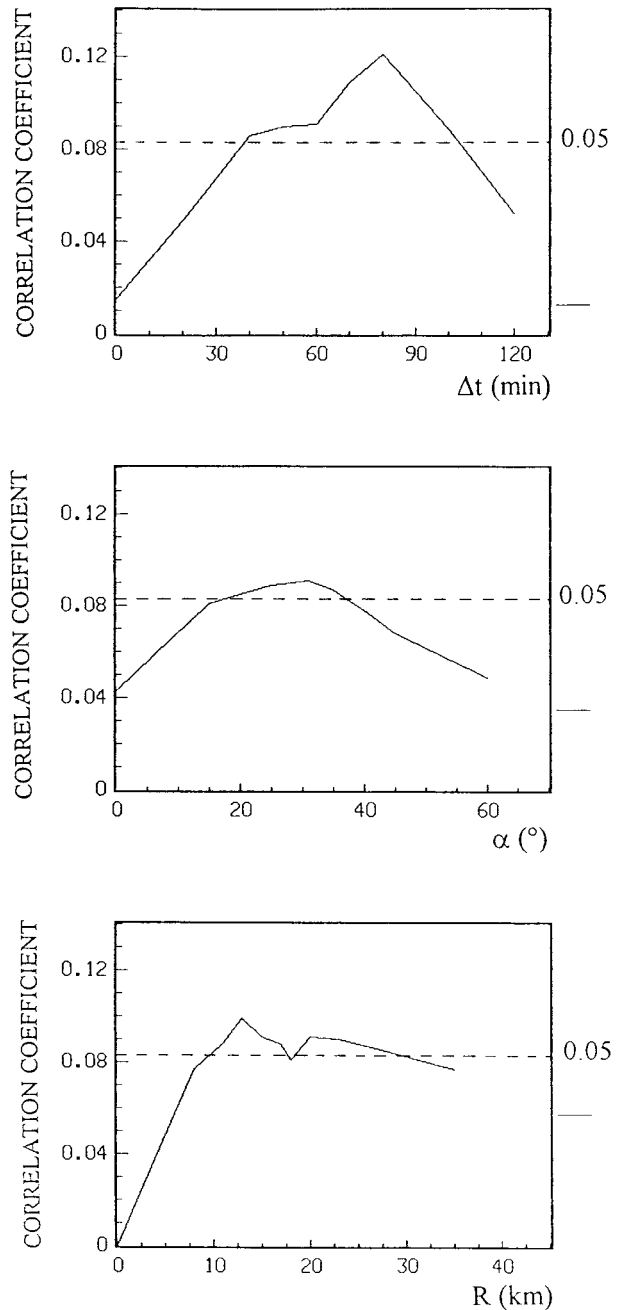 CORRELATION COEFFICIENT
0.12
0.08
0.04
0
0.05
0 30 60 90 120
Δt (min)
CORRELATION COEFFICIENT
0.12
0.08
0.04
0
0.05
0 20 40 60
α (°)
CORRELATION COEFFICIENT
0.12
0.08
0.04
0
0.05
0 10 20 30 40
R (km)